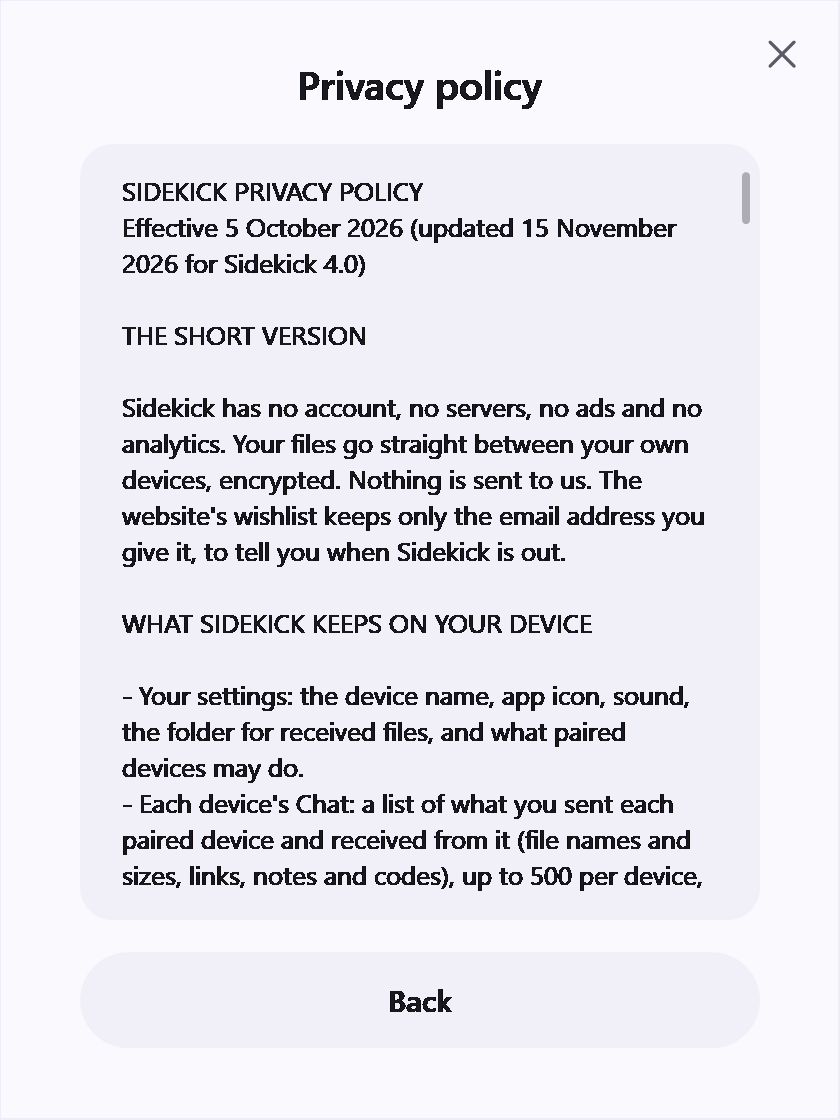 Privacy policy
SIDEKICK PRIVACY POLICY
Effective 5 October 2026 (updated 15 November
2026 for Sidekick 4.0)
THE SHORT VERSION
Sidekick has no account, no servers, no ads and no
analytics. Your files go straight between your own
devices, encrypted. Nothing is sent to us. The
website's wishlist keeps only the email address you
give it, to tell you when Sidekick is out.
WHAT SIDEKICK KEEPS ON YOUR DEVICE
- Your settings: the device name, app icon, sound,
the folder for received files, and what paired
devices may do.
- Each device's Chat: a list of what you sent each
paired device and received from it (file names and
sizes, links, notes and codes), up to 500 per device,
Back